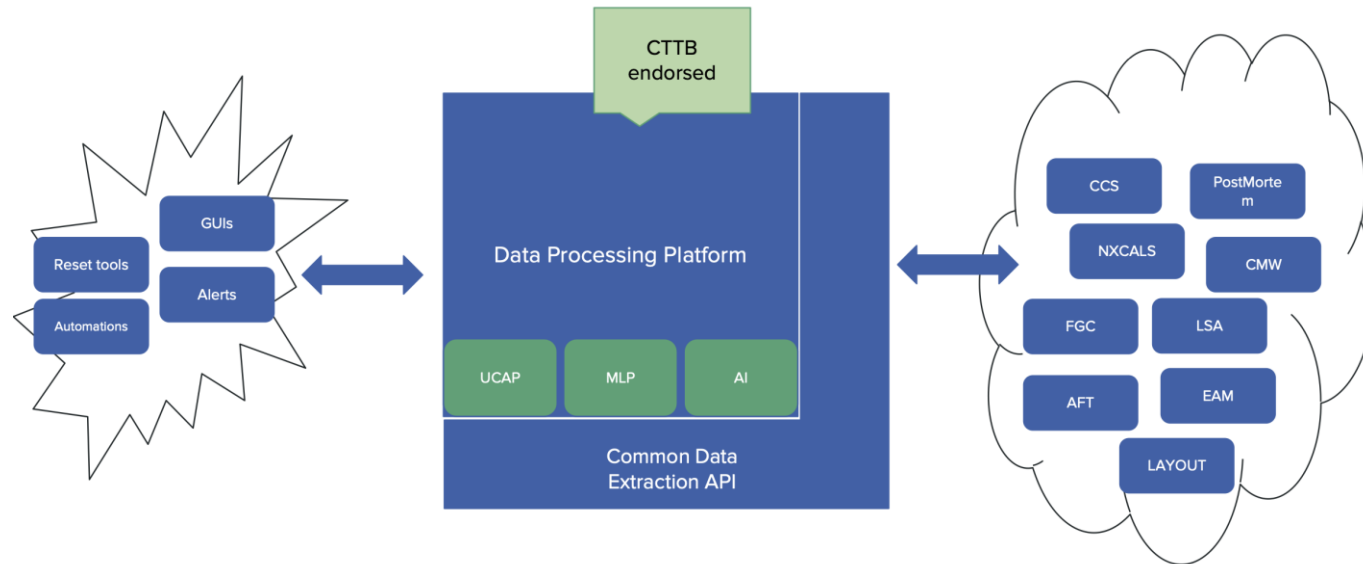 CTTB
endorsed
GUIs
Reset tools
Alerts
Automations
Data Processing Platform
UCAP
MLP
AI
Common Data
Extraction API
CCS
PostMorte
m
NXCALS
CMW
FGC
LSA
AFT
EAM
LAYOUT